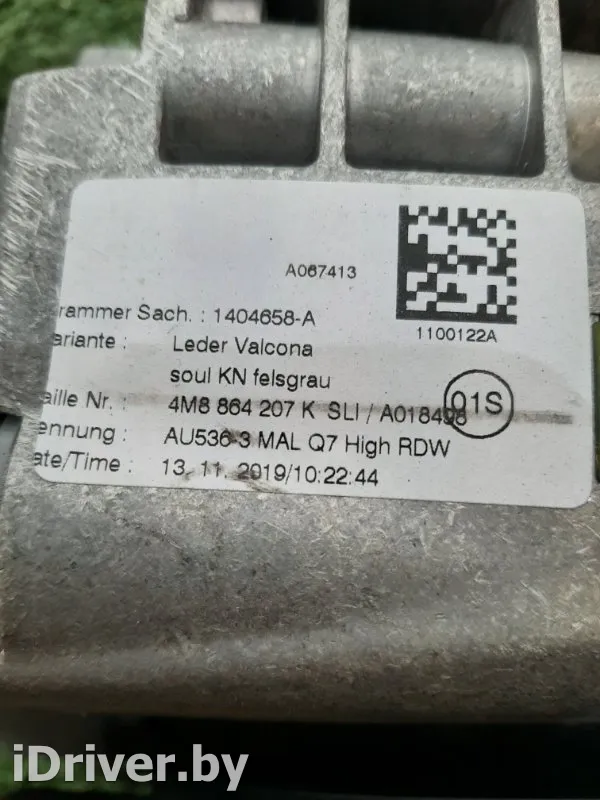 A067413
1100122A
rammer Sach. : 1404658-A
ariante : Leder Valcona
soul KN felsgrau
aille Nr. : 4M8 864 207 K SLI / A018498
01S
ennung : AU536-3 MAL Q7 High RDW
ate/Time : 13. 11. 2019/10:22:44
iDriver.by